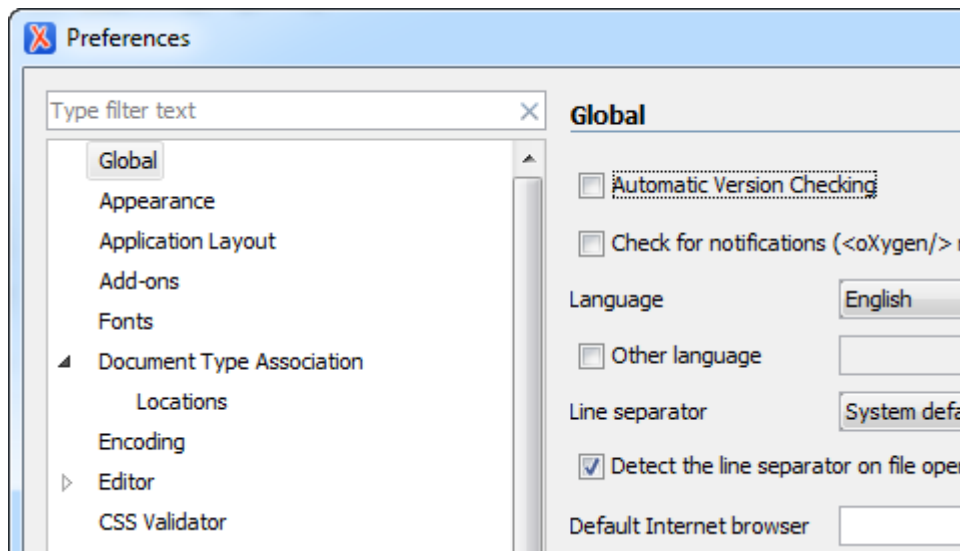 Preferences
Type filter text
Global
Appearance
Application Layout
Add-ons
Fonts
Document Type Association
Locations
Encoding
Editor
CSS Validator
Global
Automatic Version Checking
Check for notifications (<oXygen/>
Language English
Other language
Line separator System defa
Detect the line separator on file oper
Default Internet browser